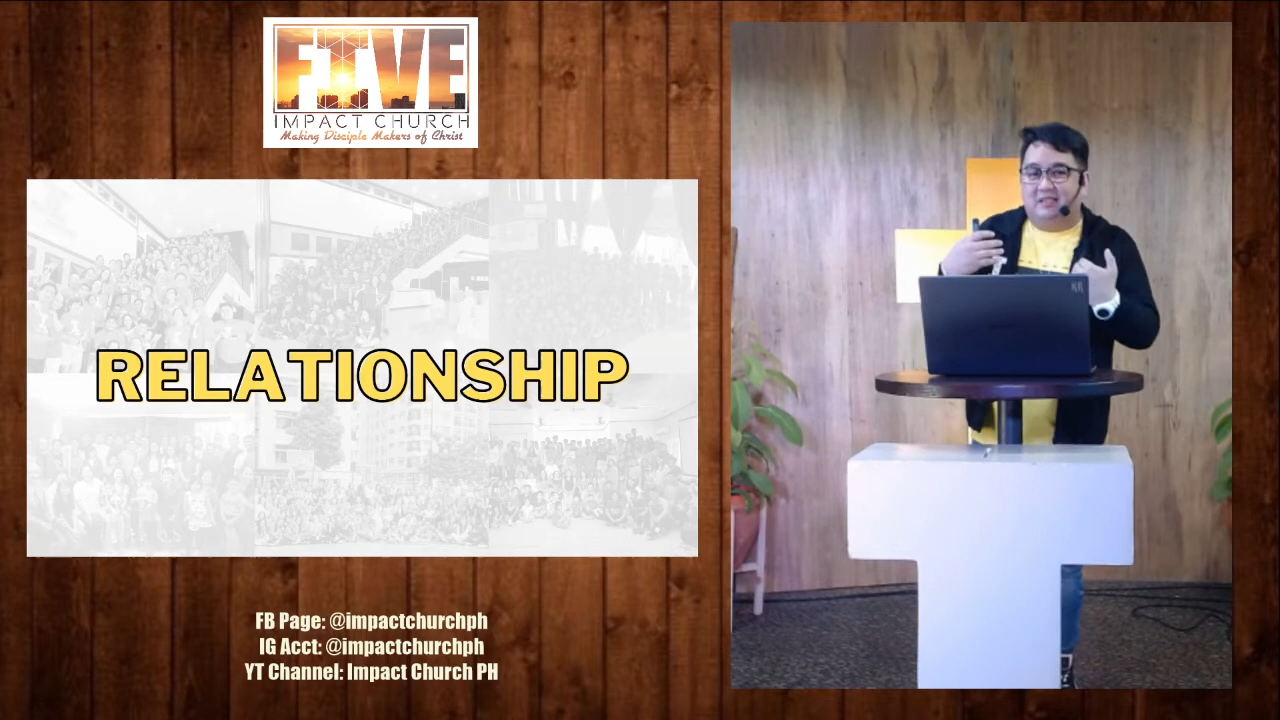 FIVE
IMPACT CHURCH
Making Disciple Makers of Christ
RELATIONSHIP
FB Page: @impactchurchph
IG Acct: @impactchurchph
YT Channel: Impact Church PH